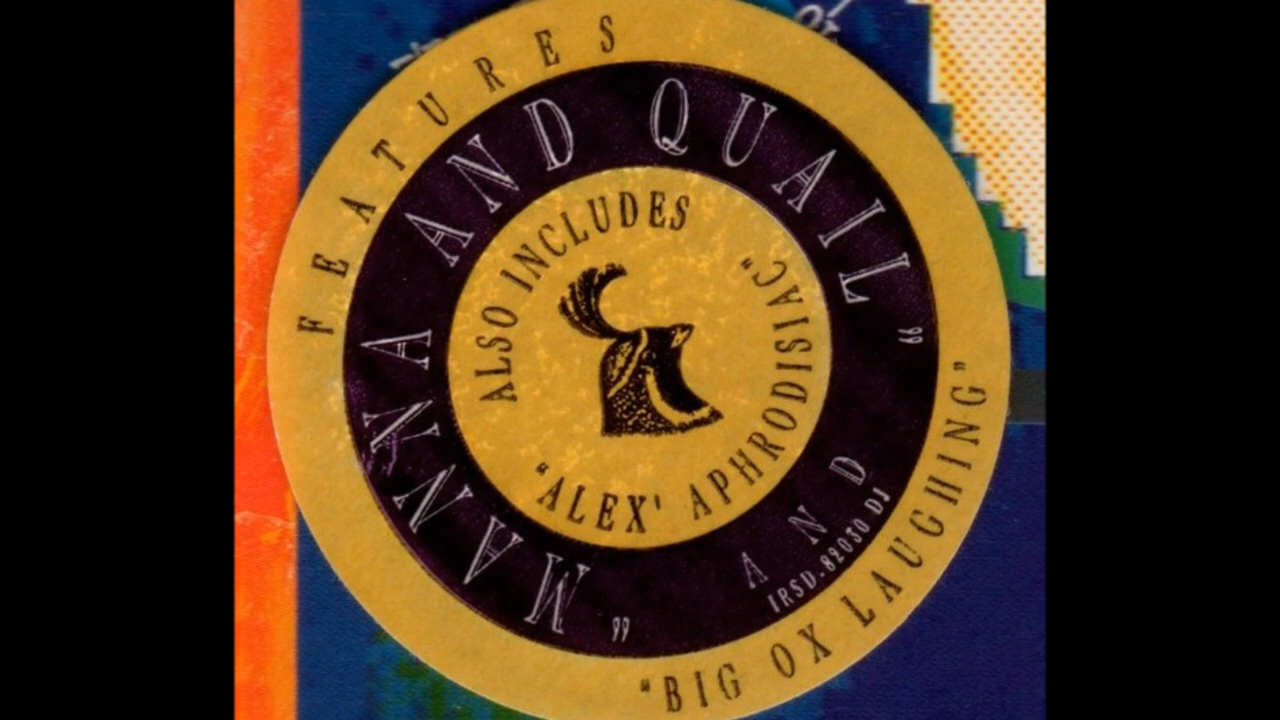 FEATURES
"MANNA AND QUAIL"
AND
IRSD.82030 DJ
"BIG OX LAUGHING"
ALSO INCLUDES
"ALEX' APHRODISIAC"